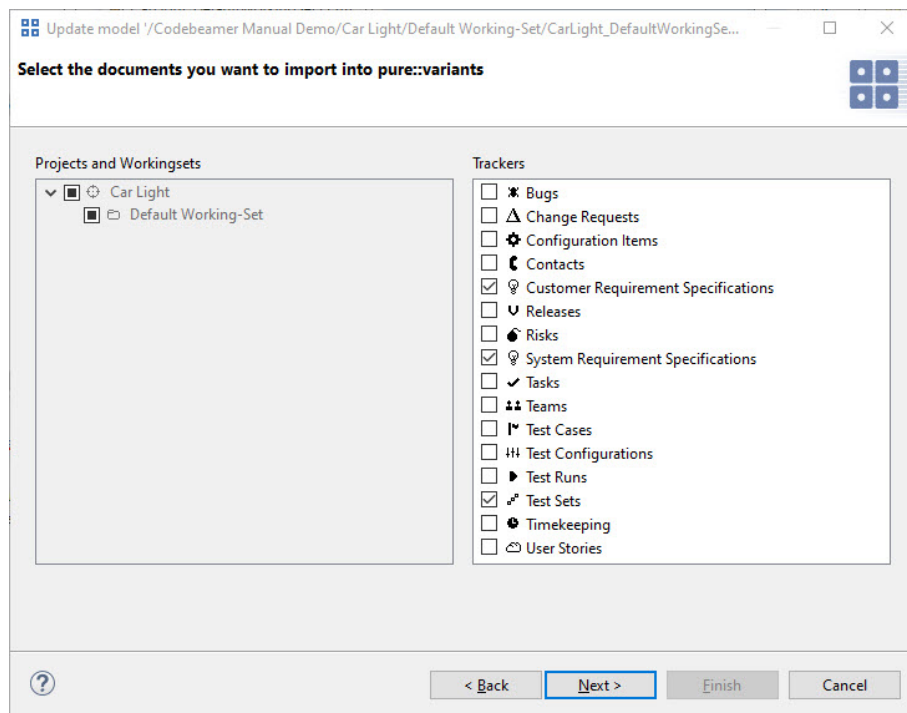 Update model '/Codebeamer Manual Demo/Car Light/Default Working-Set/CarLight_DefaultWorkingSe...
Select the documents you want to import into pure::variants
Projects and Workingsets
Car Light
Default Working-Set
Trackers
Bugs
Change Requests
Configuration Items
Contacts
Customer Requirement Specifications
Releases
Risks
System Requirement Specifications
Tasks
Teams
Test Cases
Test Configurations
Test Runs
Test Sets
Timekeeping
User Stories
?
< Back
Next >
Finish
Cancel